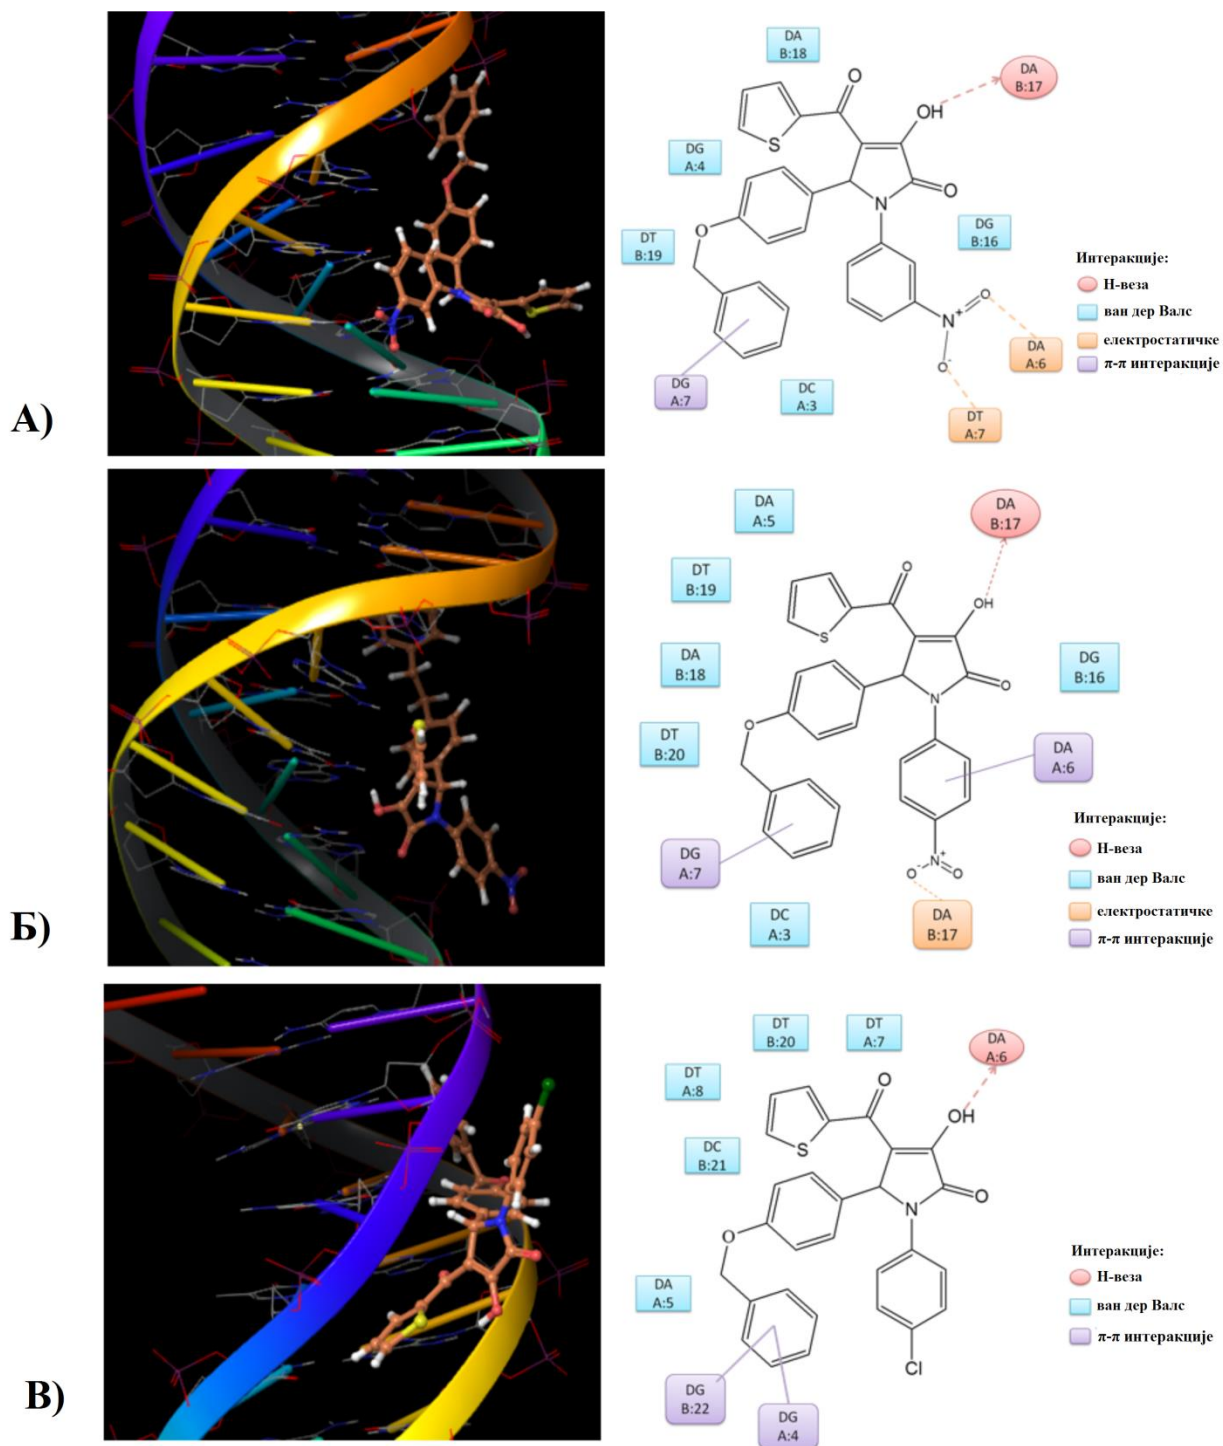 А)
DA
B:18
DA
B:17
O
OH
S
DG
A:4
O
N
DT
B:19
O
DG
B:16
Интеракције:
Н-веза
ван дер Валс
електростатичке
π-π интеракције
N+
O
O-
DA
A:6
DG
A:7
DC
A:3
DT
A:7
Б)
DA
A:5
DA
B:17
DT
B:19
O
OH
S
DA
B:18
DG
B:16
O
N
DT
B:20
O
DA
A:6
Интеракције:
Н-веза
ван дер Валс
електростатичке
π-π интеракције
DG
A:7
O-
N+
O
DC
A:3
DA
B:17
В)
DT
B:20
DT
A:7
DA
A:6
DT
A:8
O
OH
S
DC
B:21
O
N
O
DA
A:5
Cl
Интеракције:
Н-веза
ван дер Валс
π-π интеракције
DG
B:22
DG
A:4